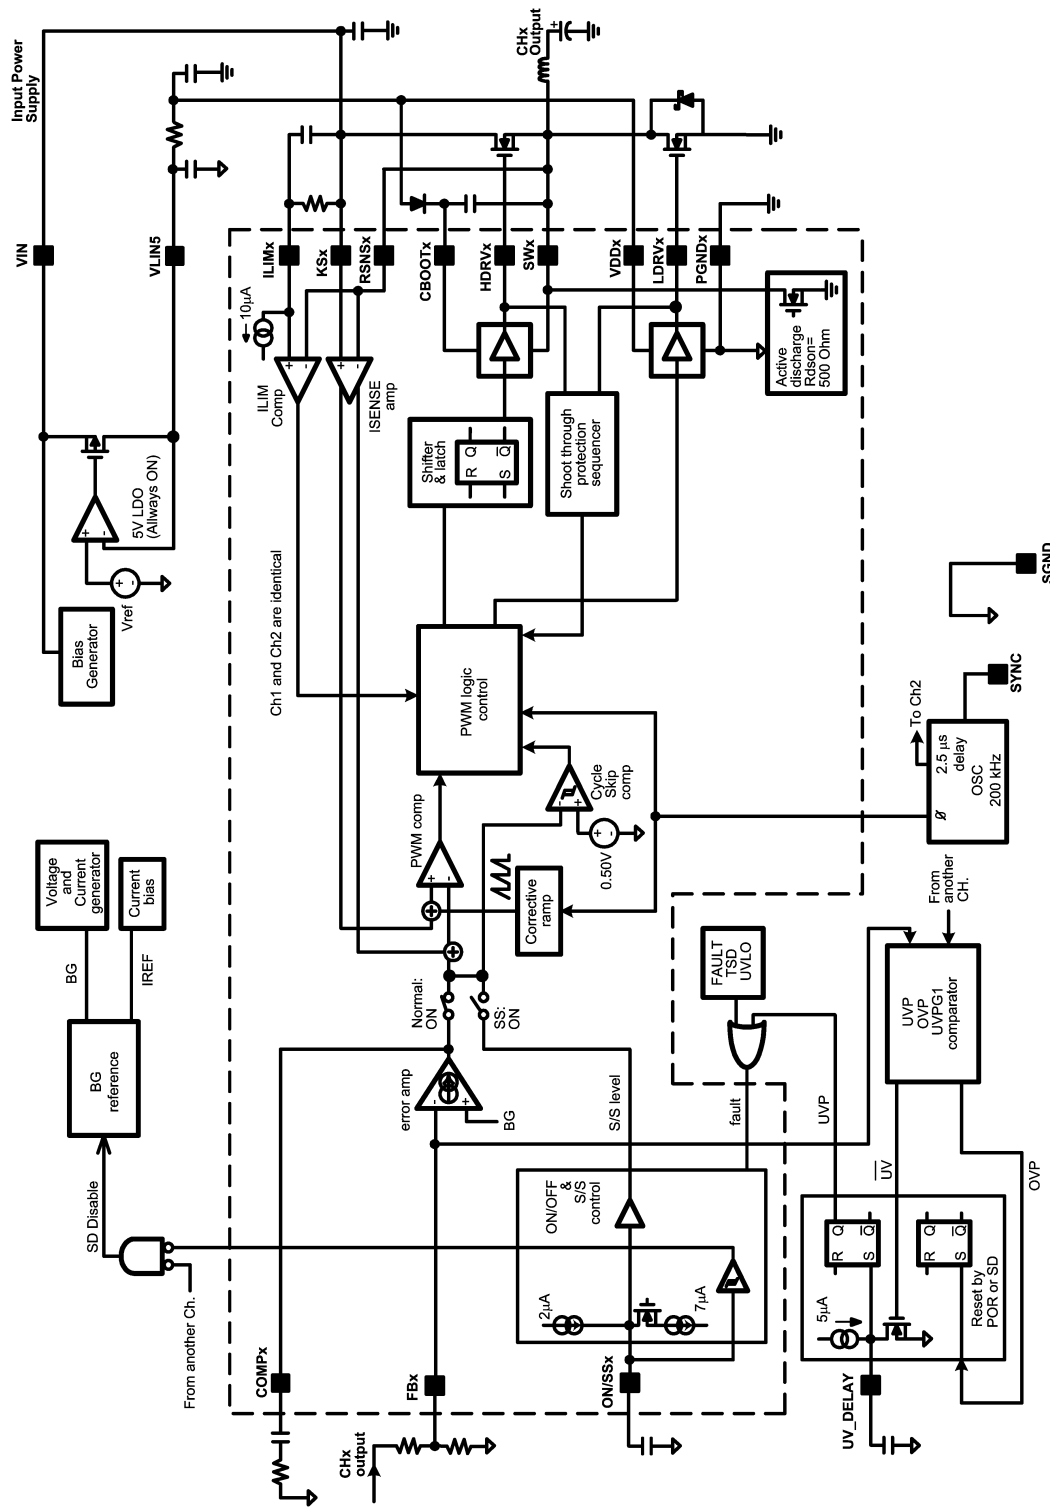 Input Power
Supply
VIN
VLIN5
5V LDO
(Allways ON)
+
-
+
-
Vref
Bias
Generator
Voltage
and
Current
generator
Current
bias
BG
IREF
BG
reference
SD Disable
From another Ch.
CHx
Output
+
ILIMx
KSx
RSNSx
CBOOTx
HDRVx
SWx
VDDx
LDRVx
PGNDx
10µA
+
-
ILIM
Comp
+
-
ISENSE
amp
Active
discharge
Rdson=
500 Ohm
Shifter
& latch
R Q
S Q
Shoot through
protection
sequencer
Ch1 and Ch2 are identical
PWM logic
control
PWM comp
+
-
Cycle
Skip
comp
-
+
+
-
0.50V
Corrective
ramp
Normal:
ON
SS:
ON
error amp
-
+
BG
S/S level
ON/OFF
&
S/S
control
2µA
7µA
fault
FAULT
TSD
UVLO
COMPx
FBx
ON/SSx
CHx
output
SGND
SYNC
To Ch2
2.5 µs
delay
OSC
200 kHz
ø
From
another
CH.
UVP
OVP
UVPG1
comparator
UVP
UV
OVP
R Q
S Q
R Q
S Q
5µA
Reset by
POR or SD
UV_DELAY